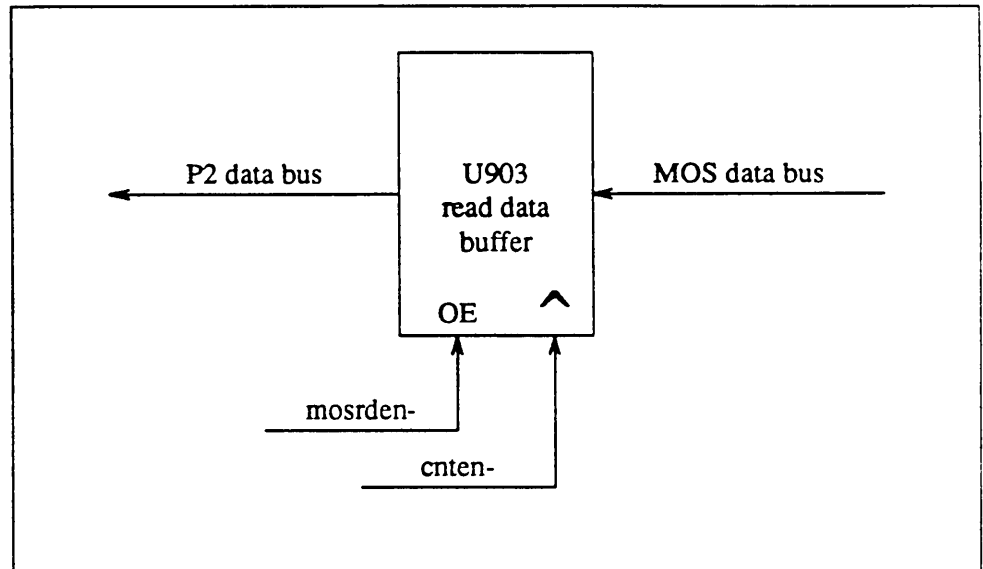 P2 data bus
U903
read data
buffer
MOS data bus
OE
mosrden-
cnten-